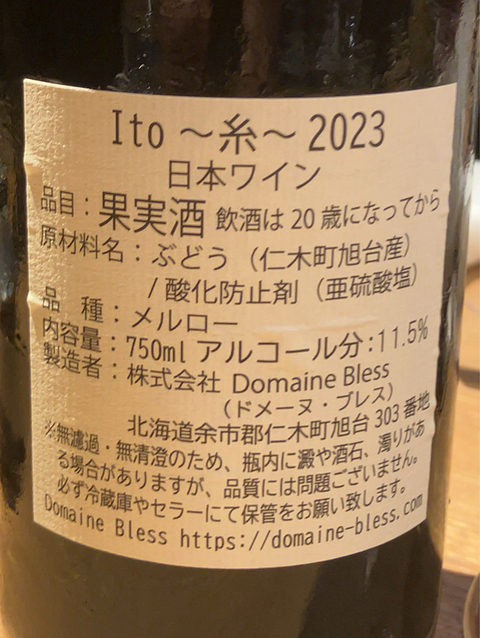 Ito ～糸～ 2023
日本ワイン
品目：果実酒 飲酒は20歳になってから
原材料名：ぶどう（仁木町旭台産）
/ 酸化防止剤（亜硫酸塩）
品　種：メルロー
内容量：750ml アルコール分：11.5%
製造者：株式会社 Domaine Bless
（ドメーヌ・ブレス）
北海道余市郡仁木町旭台 303 番地
※無濾過・無清澄のため、瓶内に澱や酒石、濁りがあ
る場合がありますが、品質には問題ございません。
必ず冷蔵庫やセラーにて保管をお願い致します。
Domaine Bless https://domaine-bless.com